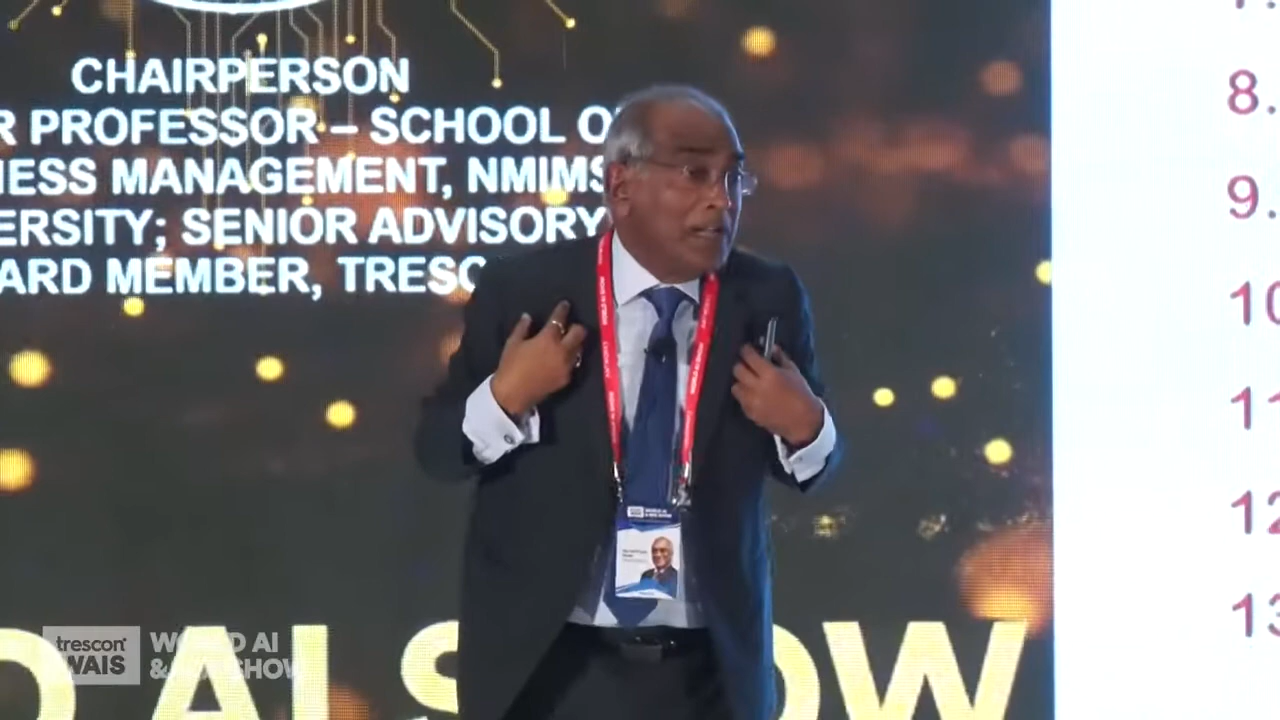 CHAIRPERSON
R PROFESSOR – SCHOOL O
NESS MANAGEMENT, NMIMS
ERSITY; SENIOR ADVISORY
ARD MEMBER, TRESC
8.
9.
10
11
12
13
O AI S OW
trescon
WAIS
WORLD AI
& SHOW